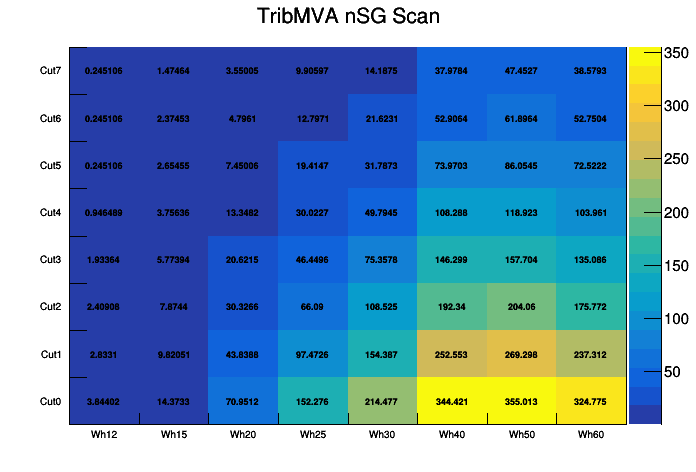 TribMVA nSG Scan
Cut7 0.245106 1.47464 3.55005 9.90597 14.1875 37.9784 47.4527 38.5793
Cut6 0.245106 2.37453 4.7961 12.7971 21.6231 52.9064 61.8964 52.7504
Cut5 0.245106 2.65455 7.45006 19.4147 31.7873 73.9703 86.0545 72.5222
Cut4 0.946489 3.75636 13.3482 30.0227 49.7945 108.288 118.923 103.961
Cut3 1.93364 5.77394 20.6215 46.4496 75.3578 146.299 157.704 135.086
Cut2 2.40908 7.8744 30.3266 66.09 108.525 192.34 204.06 175.772
Cut1 2.8331 9.82051 43.8388 97.4726 154.387 252.553 269.298 237.312
Cut0 3.84402 14.3733 70.9512 152.276 214.477 344.421 355.013 324.775
Wh12 Wh15 Wh20 Wh25 Wh30 Wh40 Wh50 Wh60
350
300
250
200
150
100
50